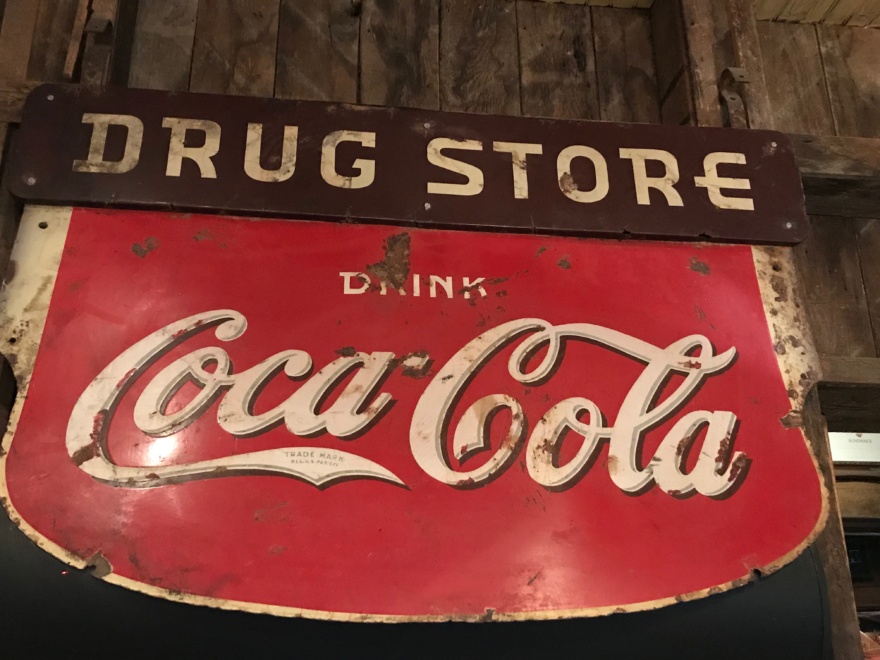 DRUG STORE
DRINK
Coca-Cola
TRADE-MARK